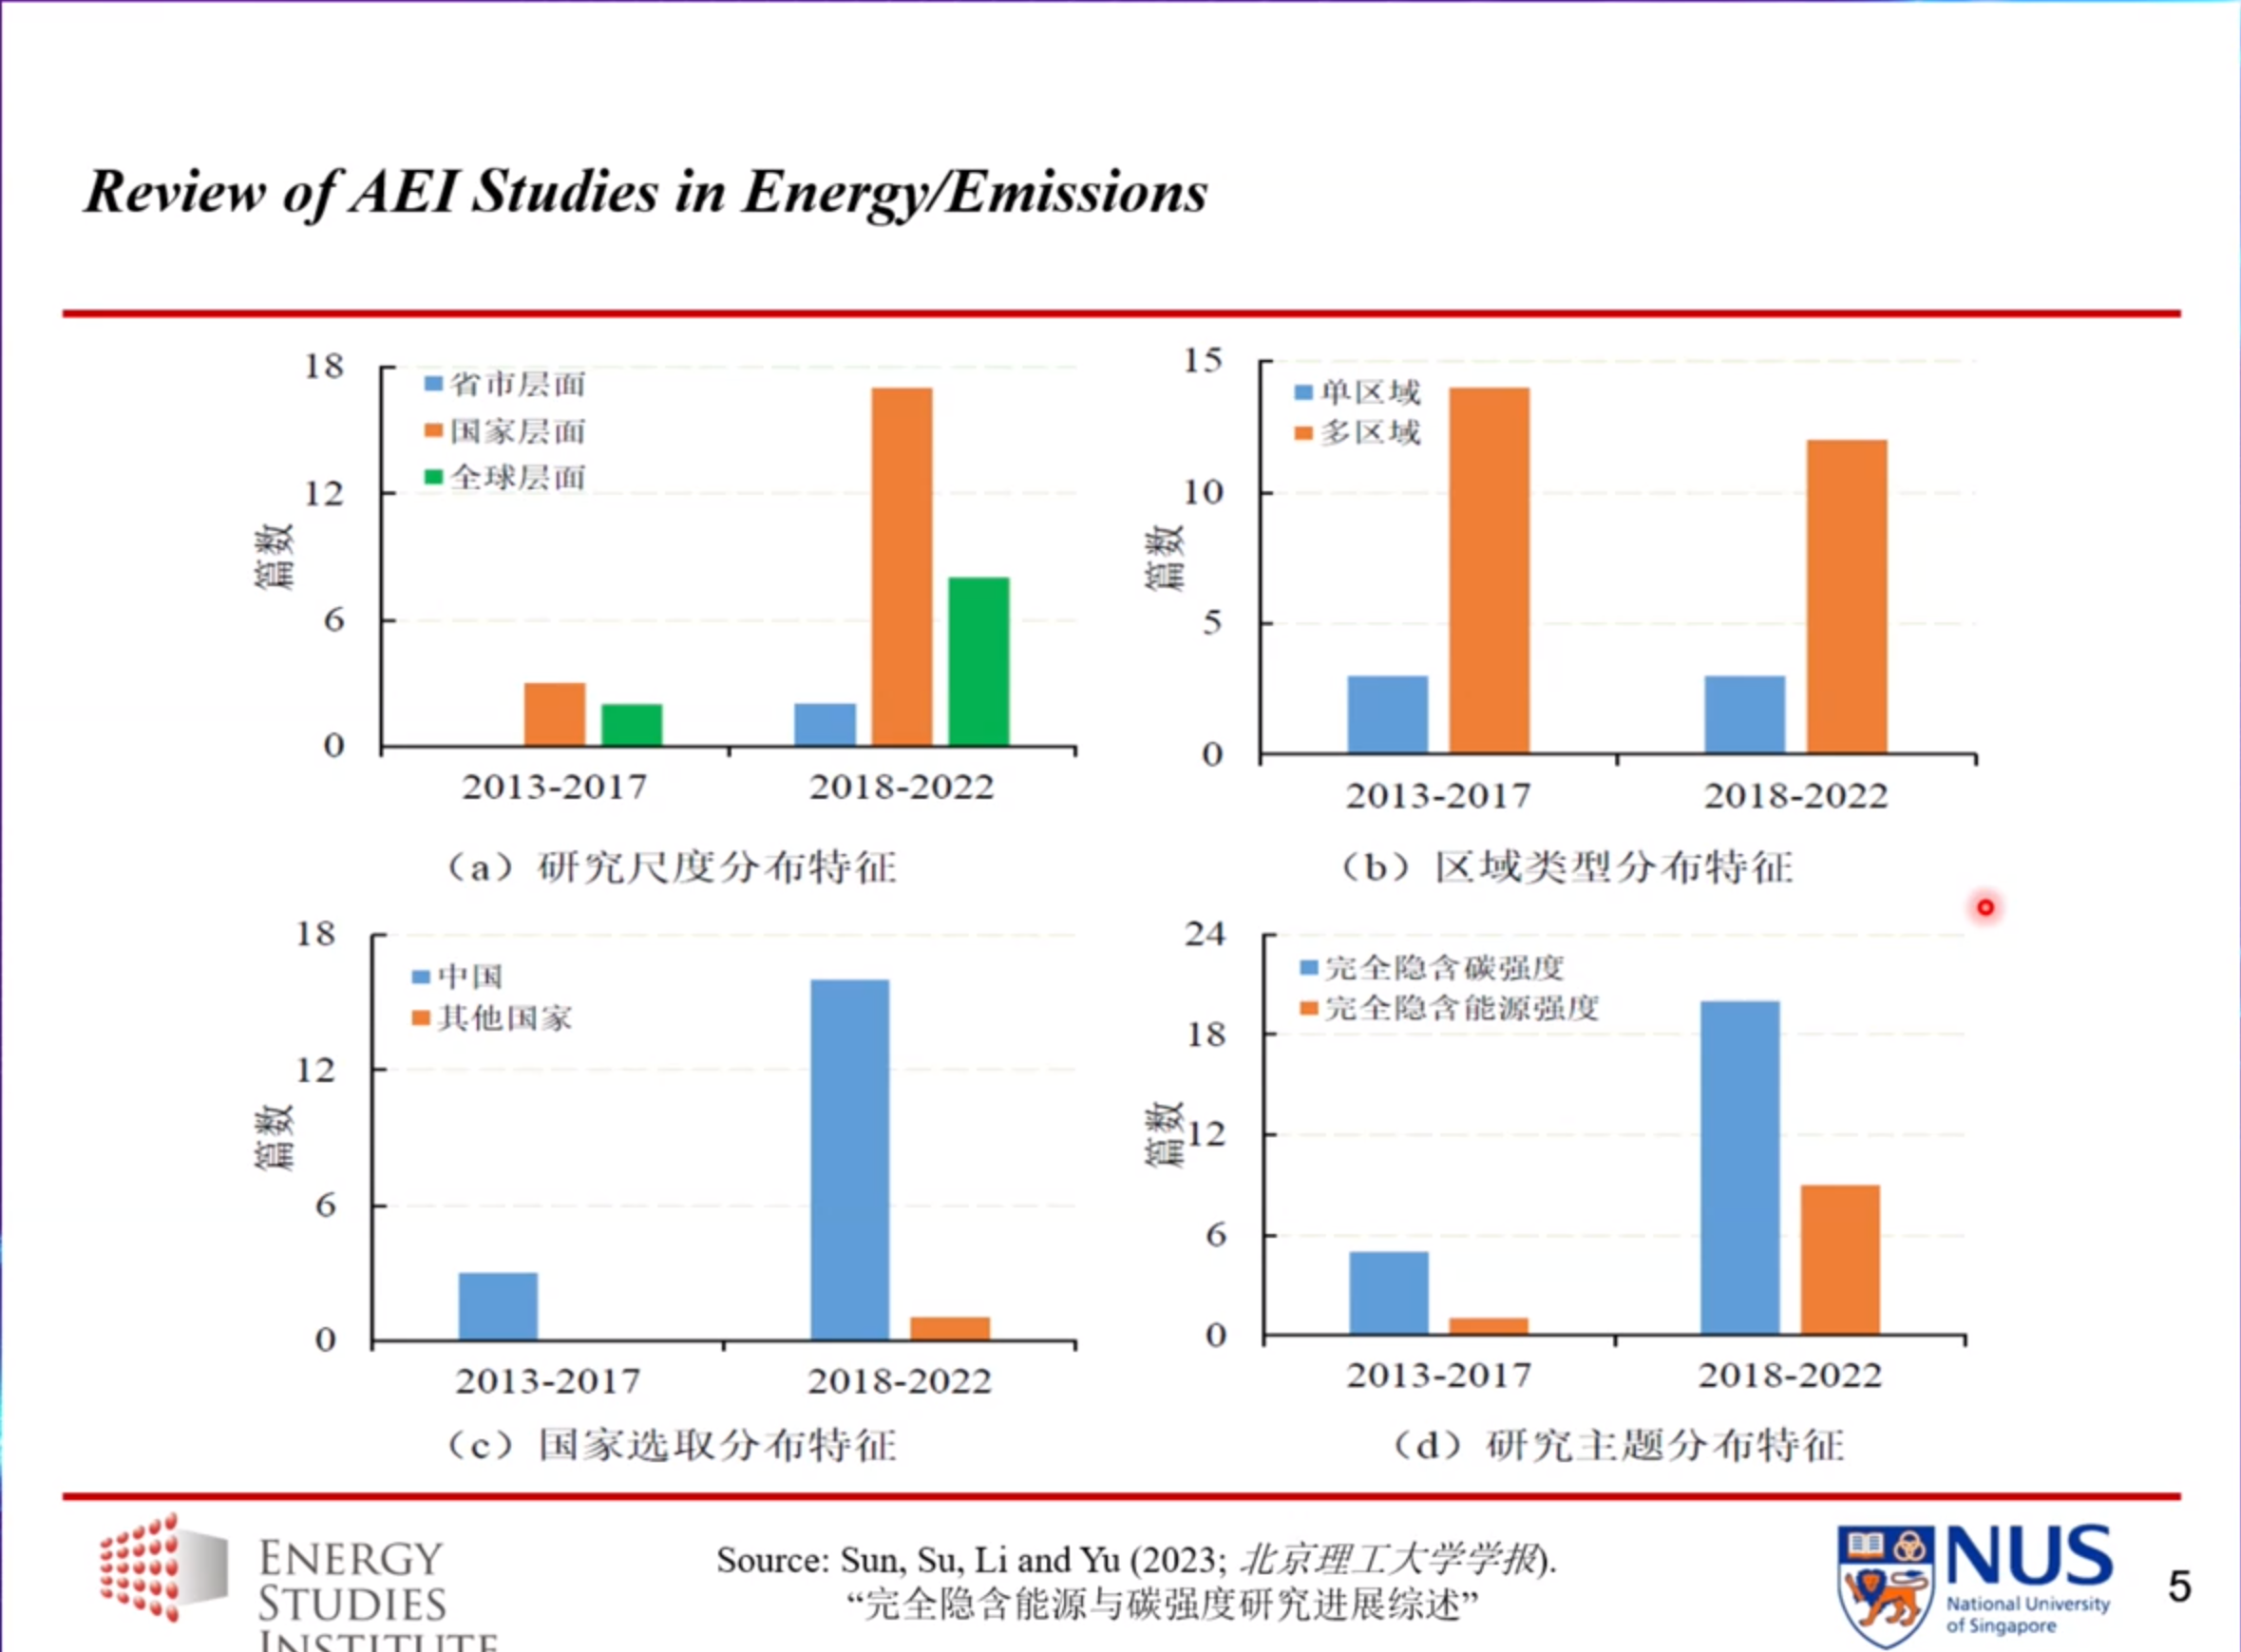 Review of AEI Studies in Energy/Emissions
18
12
6
0
篇数
省市层面
国家层面
全球层面
2013-2017
2018-2022
（a）研究尺度分布特征
15
10
5
0
篇数
单区域
多区域
2013-2017
2018-2022
（b）区域类型分布特征
18
12
6
0
篇数
中国
其他国家
2013-2017
2018-2022
（c）国家选取分布特征
24
18
12
6
0
篇数
完全隐含碳强度
完全隐含能源强度
2013-2017
2018-2022
（d）研究主题分布特征
ENERGY
STUDIES
INSTITUTE
Source: Sun, Su, Li and Yu (2023; 北京理工大学学报).
“完全隐含能源与碳强度研究进展综述”
NUS
National University
of Singapore
5